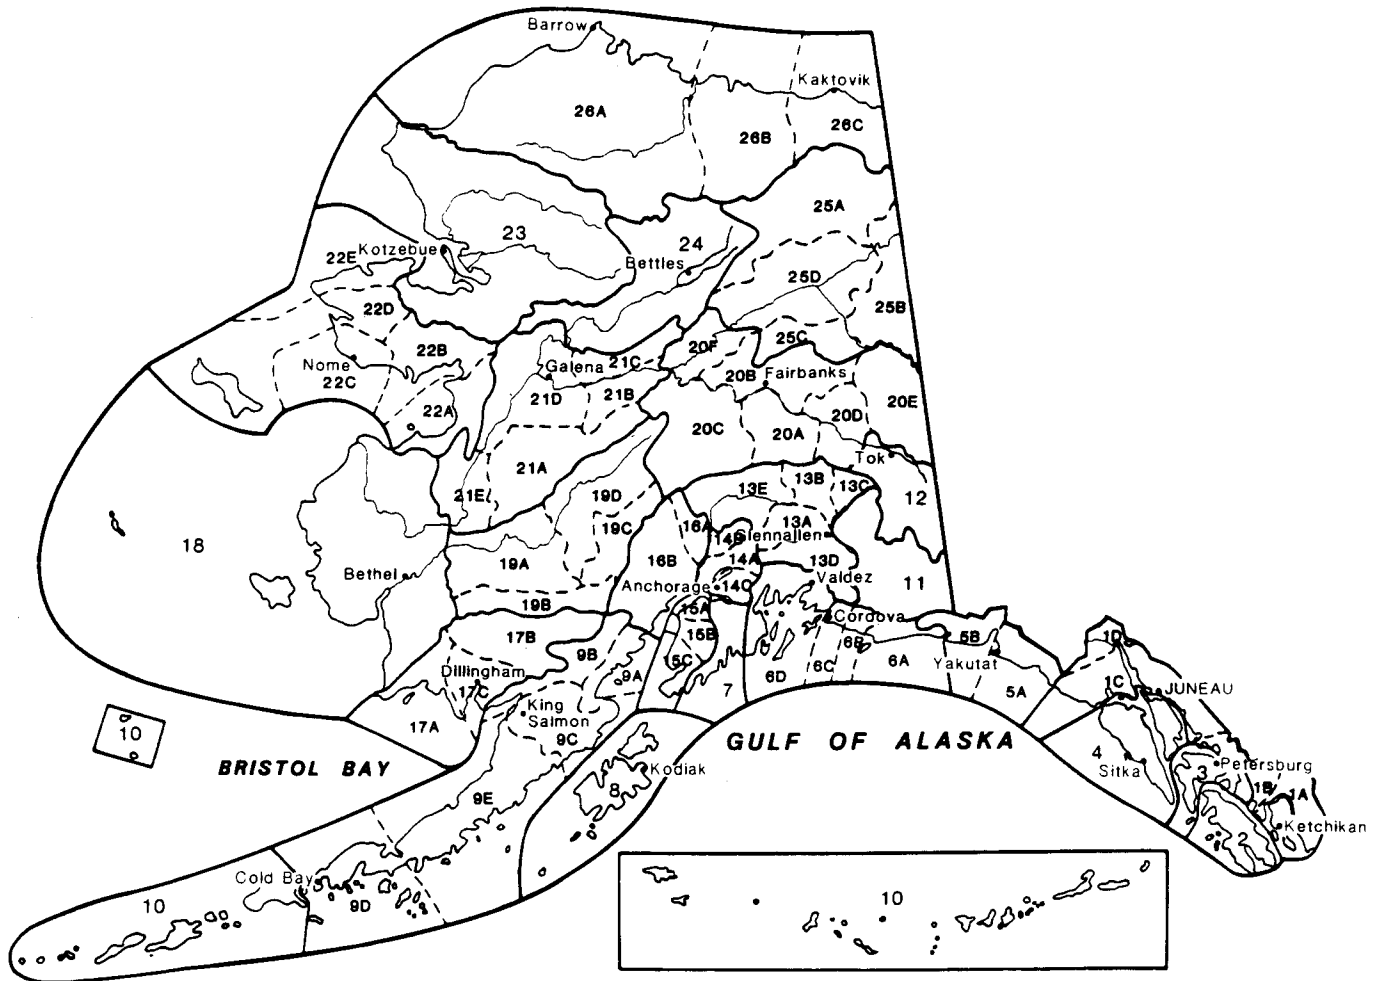 Barrow
Kaktovik
26A
26B
26C
25A
23
24
Kotzebue
22E
Bettles
25D
22D
25B
22B
25C
20F
Nome
22C
Galena
21C
20B
Fairbanks
21D
21B
22A
20D
20E
20C
20A
21A
Tok
21E
19D
13E
13B
13C
12
18
19C
16A
13A
14B
Glennallen
16B
14A
13D
19A
Bethel
Anchorage
14C
Valdez
11
19B
15A
Cordova
17B
15B
6B
5B
1D
9B
15C
6A
Yakutat
Dillingham
9A
6C
17C
7
6D
5A
1C
JUNEAU
King
Salmon
17A
10
9C
GULF OF ALASKA
4
BRISTOL BAY
Sitka
3
Petersburg
Kodiak
8
9E
1B
1A
Ketchikan
2
Cold Bay
10
9D
10